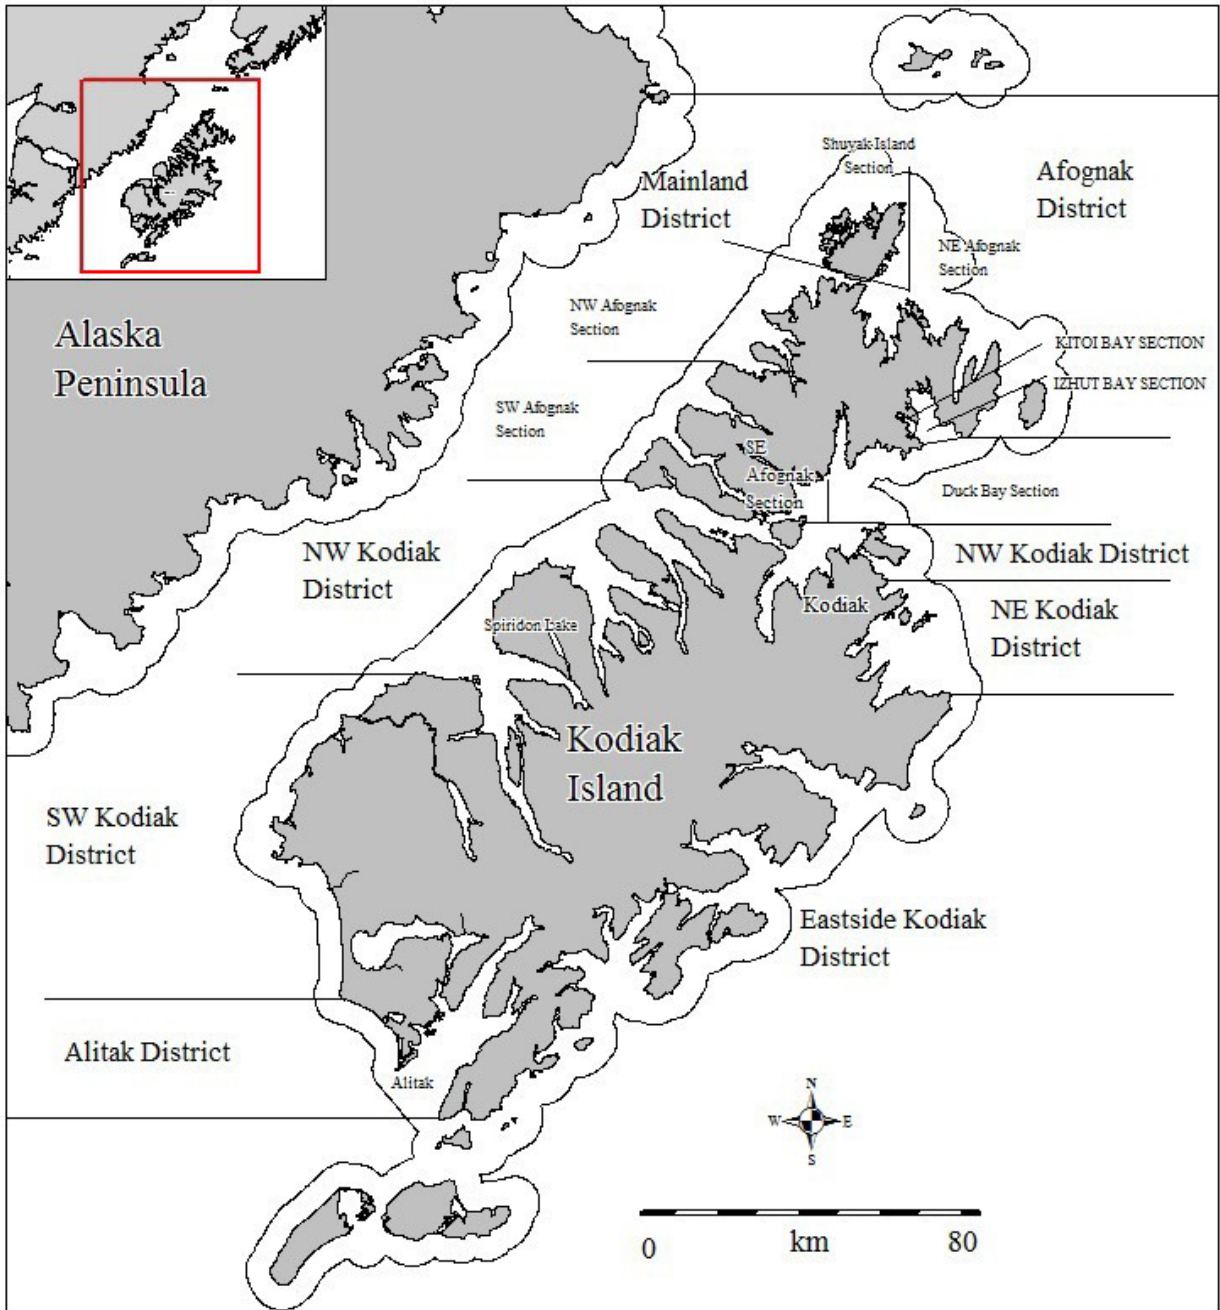 Shuyak Island
Section
Mainland
District
Afognak
District
NE Afognak
Section
NW Afognak
Section
Alaska
Peninsula
KITOI BAY SECTION
IZHUT BAY SECTION
SW Afognak
Section
SE
Afognak
Section
Duck Bay Section
NW Kodiak
District
NW Kodiak District
Kodiak
NE Kodiak
District
Spiridon Lake
Kodiak
Island
SW Kodiak
District
Eastside Kodiak
District
Alitak District
Alitak
N
W
E
S
0
km
80